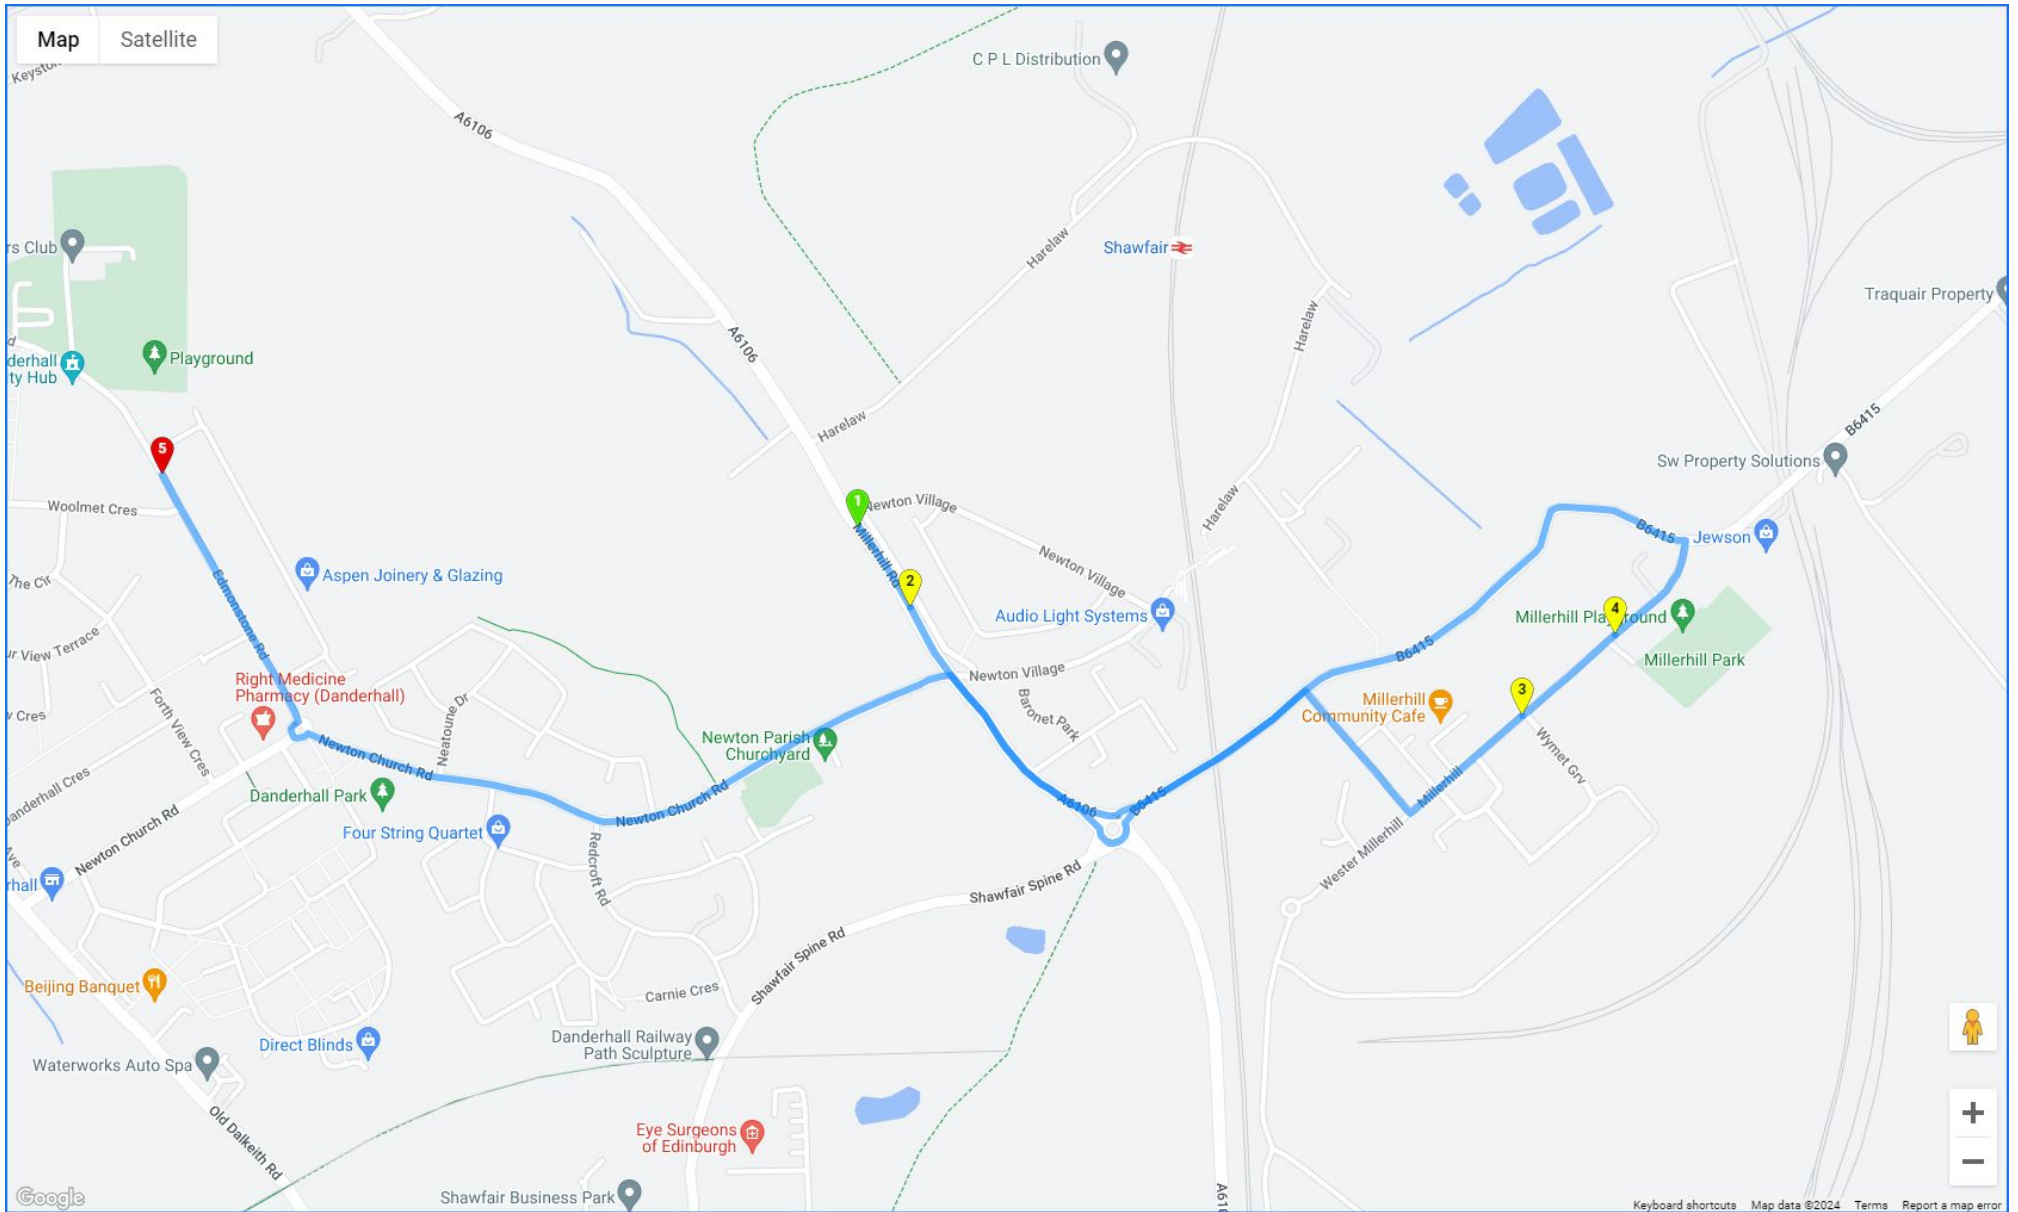 Map
Satellite
Keyston
C P L Distribution
A6106
rs Club
Harelaw
Shawfair
Traquair Property
d
derhall
ty Hub
Playground
A6106
Harelaw
Harelaw
B6415
5
Sw Property Solutions
Woolmet Cres
1
Newton Village
Harelaw
Millerhill Rd
B6415
Jewson
The Cir
Edmonstone Rd
Aspen Joinery & Glazing
2
Newton Village
Audio Light Systems
4
Millerhill Playground
ur View Terrace
B6415
Millerhill Park
Right Medicine
Pharmacy (Danderhall)
Newton Village
3
Forth View Cres
Neatoune Dr
Baronet Park
Millerhill
Community Cafe
v Cres
Newton Parish
Churchyard
Newton Church Rd
Wymet Grv
Danderhall Cres
Danderhall Park
Newton Church Rd
A6106
B6415
Millerhill
Four String Quartet
Newton Church Rd
Ave
Redcroft Rd
Wester Millerhill
rhall
Shawfair Spine Rd
Shawfair Spine Rd
Beijing Banquet
Carnie Cres
Direct Blinds
Danderhall Railway
Path Sculpture
Waterworks Auto Spa
Old Dalkeith Rd
Eye Surgeons
of Edinburgh
Shawfair Business Park
A610
Google
Keyboard shortcuts
Map data ©2024
Terms
Report a map error